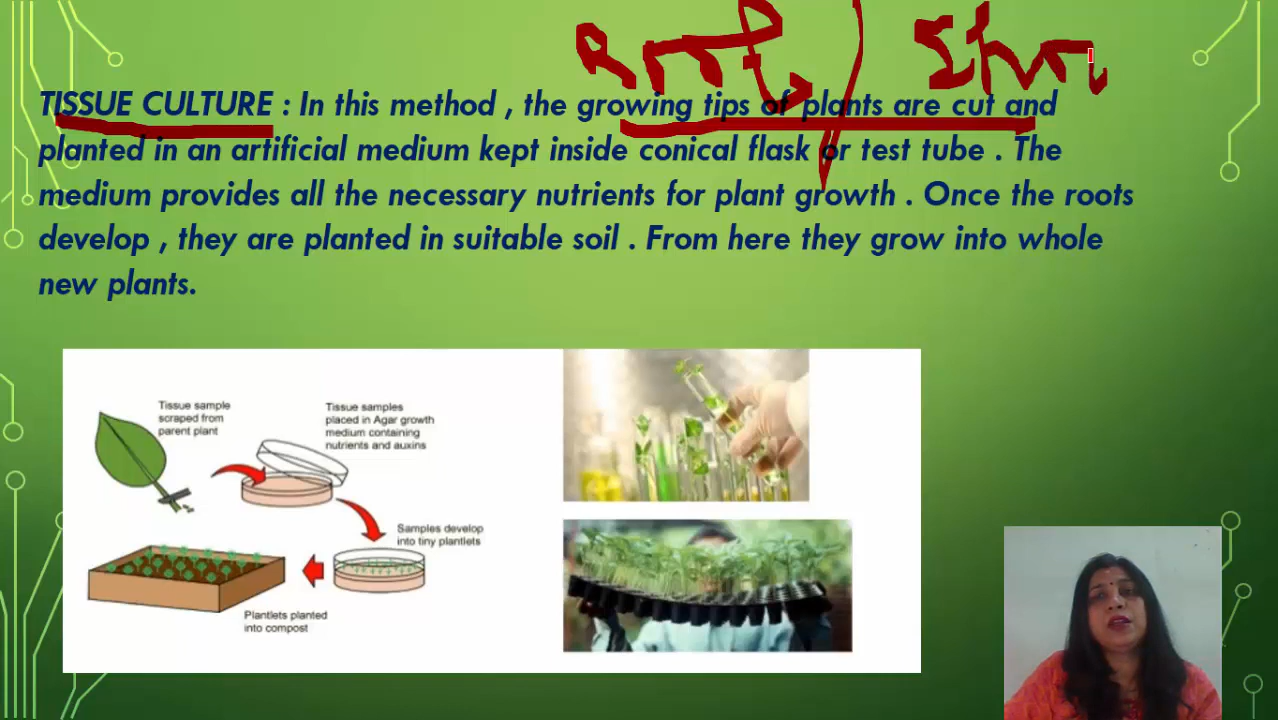 Root / Shoo
TISSUE CULTURE : In this method , the growing tips of plants are cut and
planted in an artificial medium kept inside conical flask or test tube . The
medium provides all the necessary nutrients for plant growth . Once the roots
develop , they are planted in suitable soil . From here they grow into whole
new plants.
Tissue sample
scraped from
parent plant
Tissue samples
placed in Agar growth
medium containing
nutrients and auxins
Samples develop
into tiny plantlets
Plantlets planted
into compost